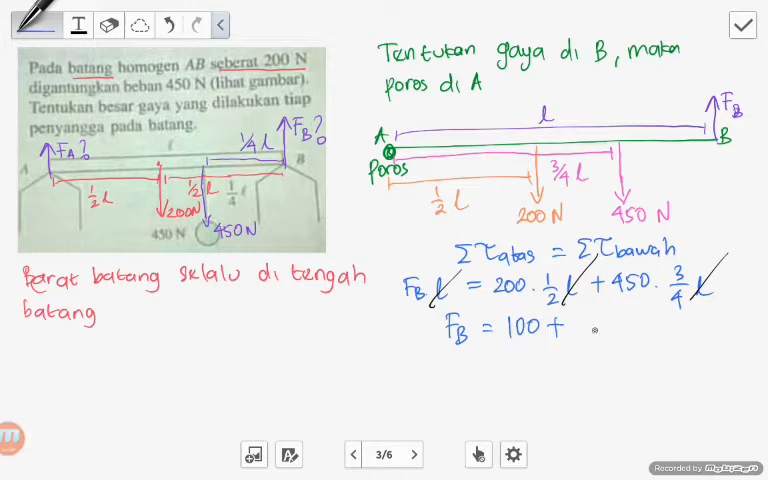 T
Pada batang homogen AB seberat 200 N
digantungkan beban 450 N (lihat gambar).
Tentukan besar gaya yang dilakukan tiap
penyangga pada batang.
FA?
l
1/4 l
FB?
A
B
1/2 l
200N
1/2 l
1/4 l
450 N
450N
Berat batang selalu di tengah
batang
Tentukan gaya di B, maka
poros di A
FB
l
A
B
poros
3/4 l
1/2 l
200 N
450 N
Στatas = Στbawah
FB l = 200 . 1/2 l + 450 . 3/4 l
FB = 100 +
3/6
Recorded by Mobizen